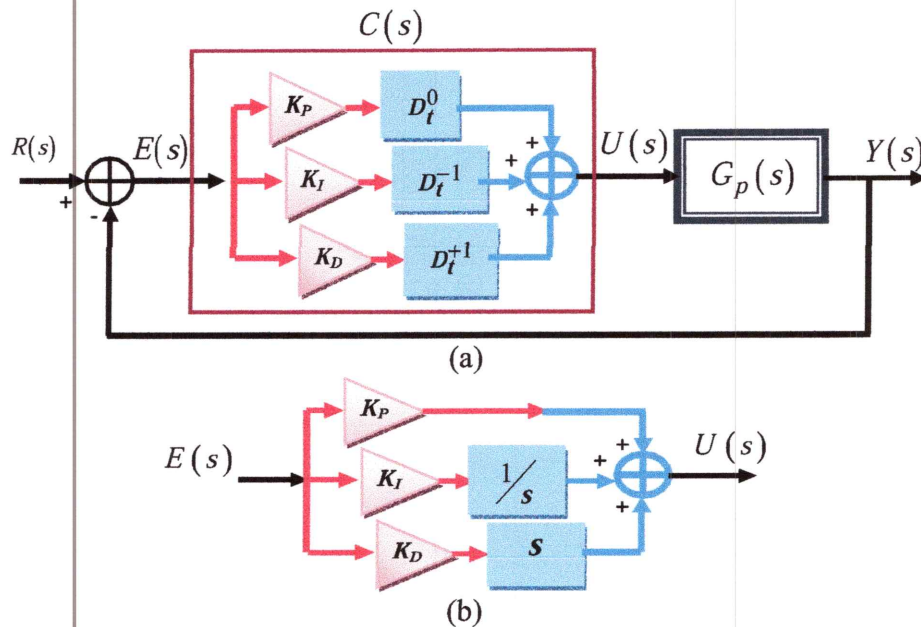 C(s)
K_P D_t^0
R(s) E(s) + U(s) Y(s)
+ K_I D_t^{-1} + G_p(s)
- +
K_D D_t^{+1}
(a)
K_P
E(s) + U(s)
K_I 1/s +
+
K_D s
(b)